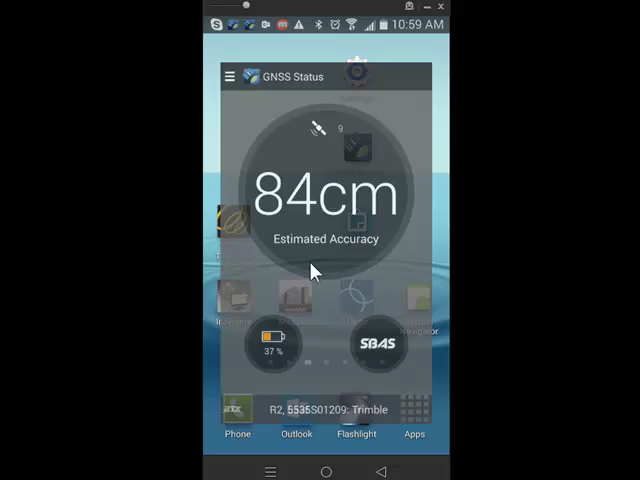 10:59 AM
GNSS Status
9
84cm
Estimated Accuracy
Navigator
37 %
SBAS
R2, 5535S01209: Trimble
Phone
Outlook
Flashlight
Apps